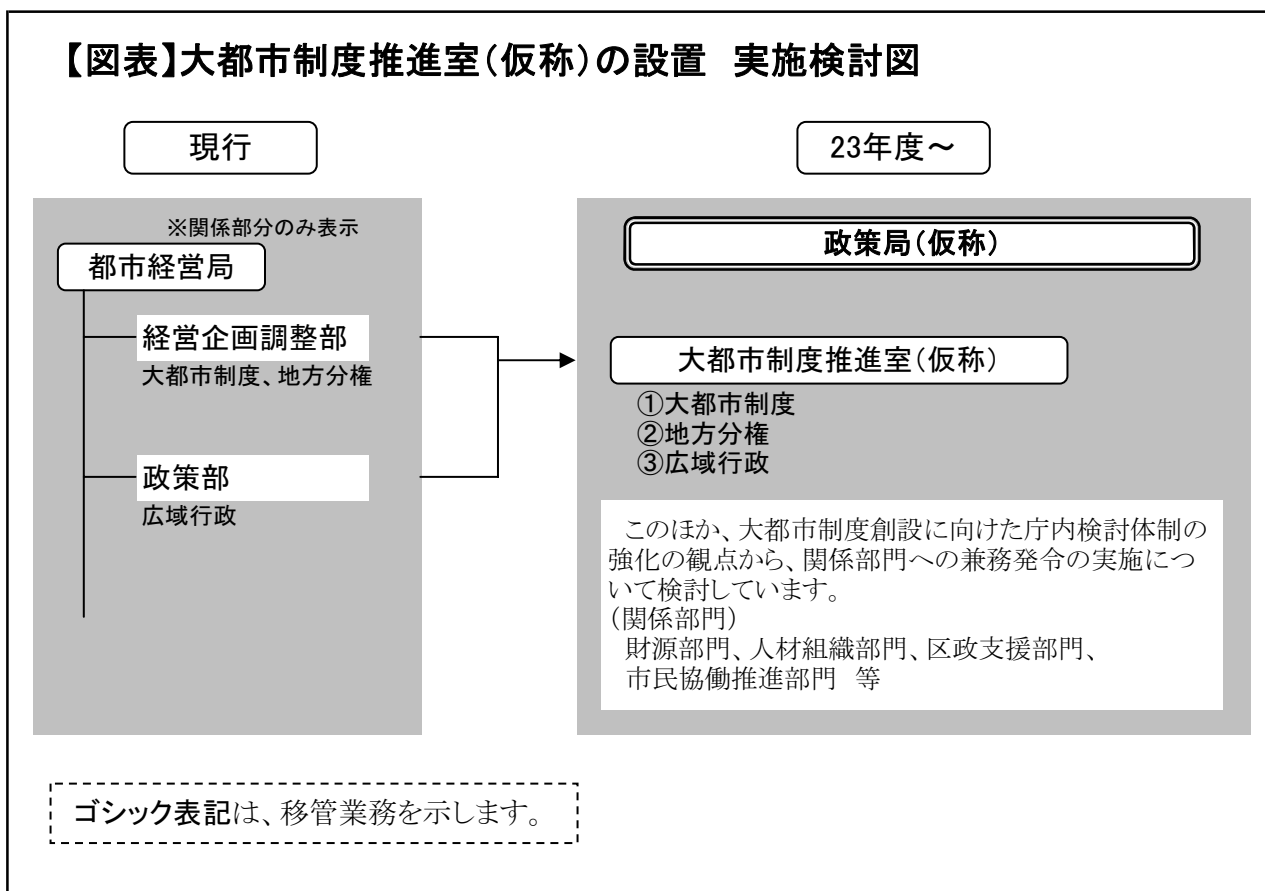 【図表】大都市制度推進室(仮称)の設置　実施検討図
現行
※関係部分のみ表示
都市経営局
経営企画調整部
大都市制度、地方分権
政策部
広域行政
23年度～
政策局(仮称)
大都市制度推進室(仮称)
①大都市制度
②地方分権
③広域行政
このほか、大都市制度創設に向けた庁内検討体制の
強化の観点から、関係部門への兼務発令の実施につ
いて検討しています。
(関係部門)
財源部門、人材組織部門、区政支援部門、
市民協働推進部門　等
ゴシック表記は、移管業務を示します。